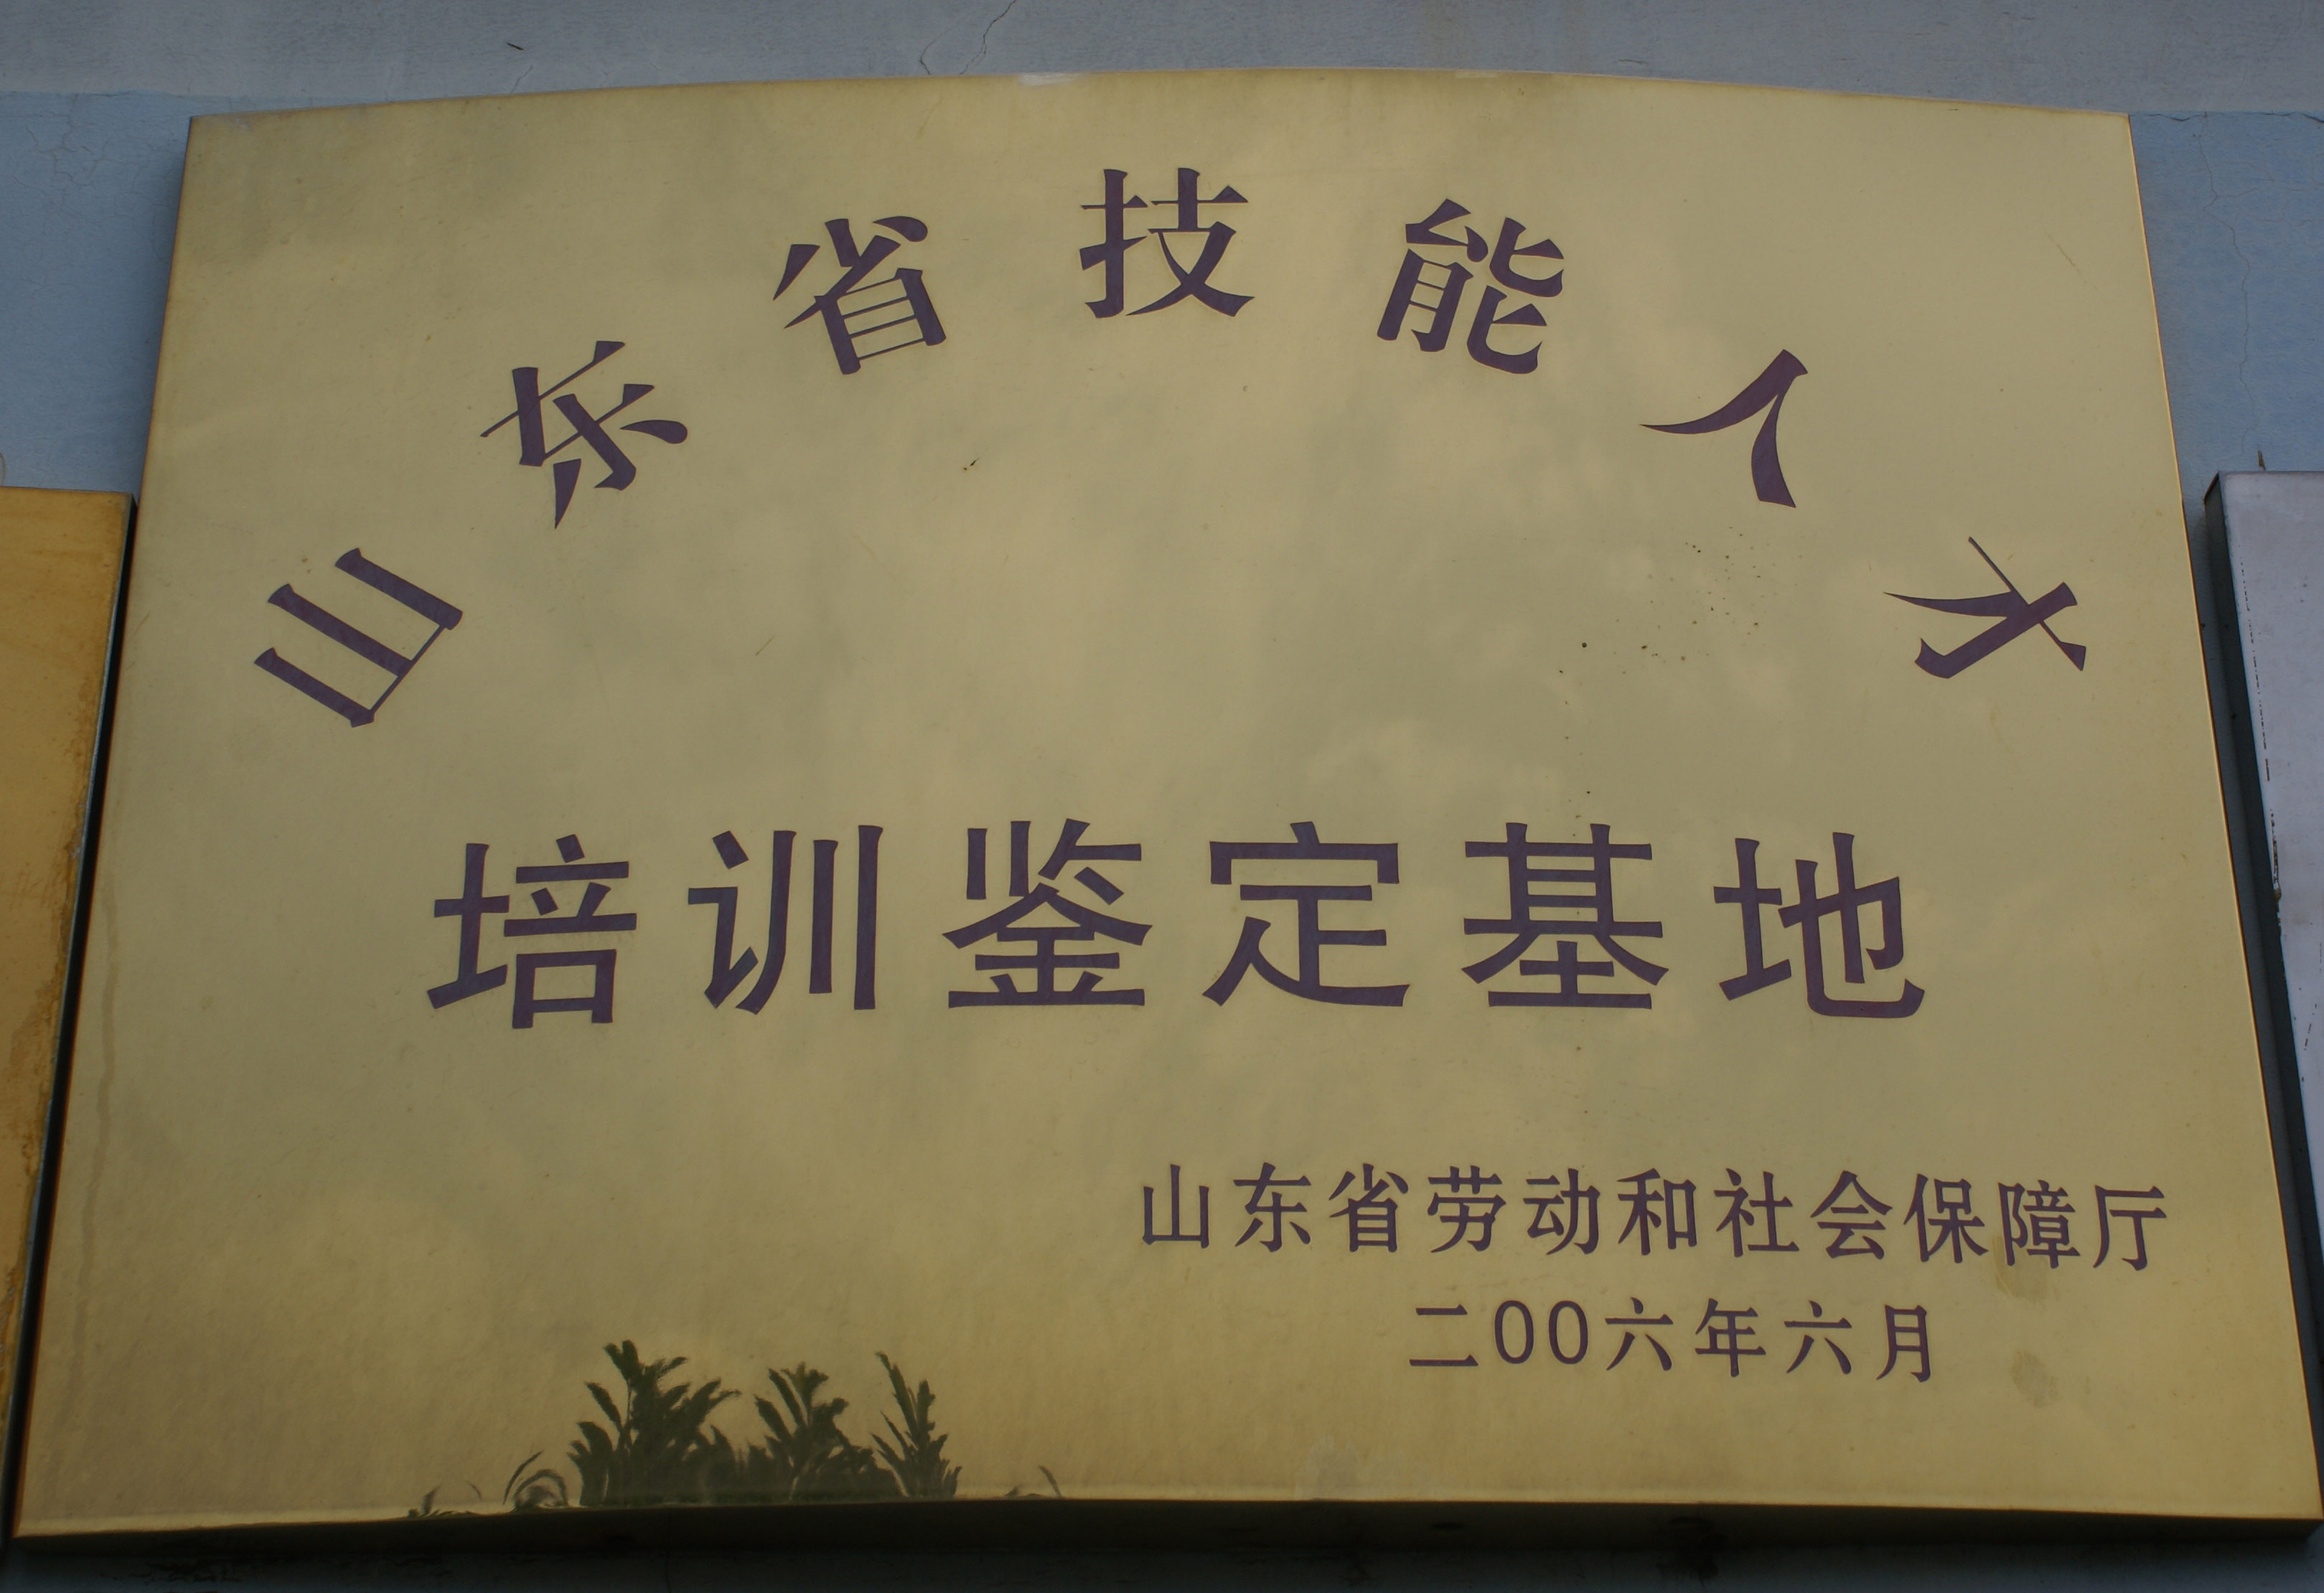 山东省技能人才
培训鉴定基地
山东省劳动和社会保障厅
二00六年六月